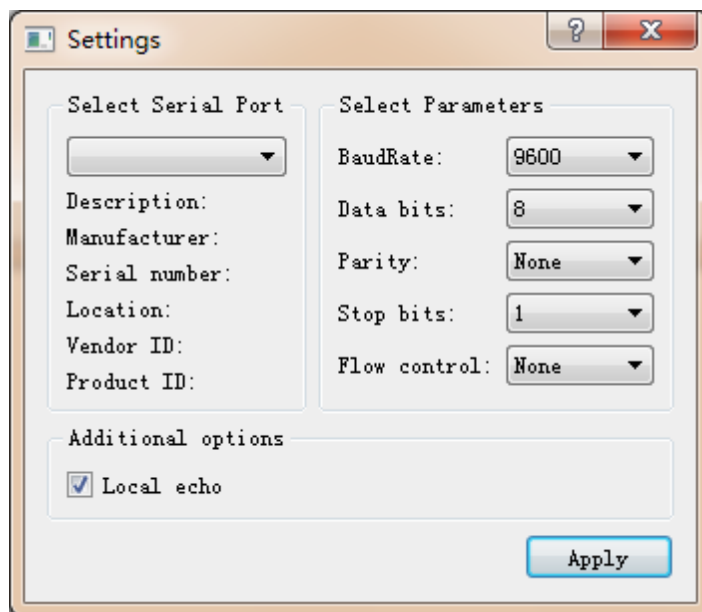 Settings
Select Serial Port
Description:
Manufacturer:
Serial number:
Location:
Vendor ID:
Product ID:
Select Parameters
BaudRate: 9600
Data bits: 8
Parity: None
Stop bits: 1
Flow control: None
Additional options
Local echo
Apply